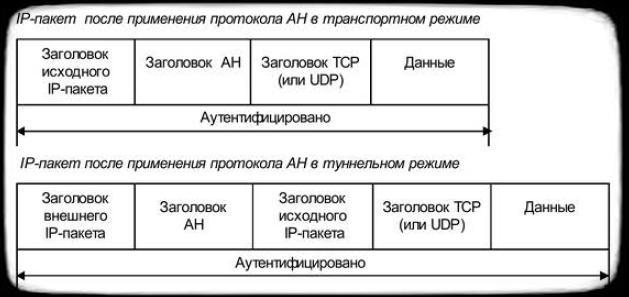 IP-пакет после применения протокола АН в транспортном режиме
Заголовок исходного IP-пакета
Заголовок АН
Заголовок TCP (или UDP)
Данные
Аутентифицировано
IP-пакет после применения протокола АН в туннельном режиме
Заголовок внешнего IP-пакета
Заголовок АН
Заголовок исходного IP-пакета
Заголовок TCP (или UDP)
Данные
Аутентифицировано